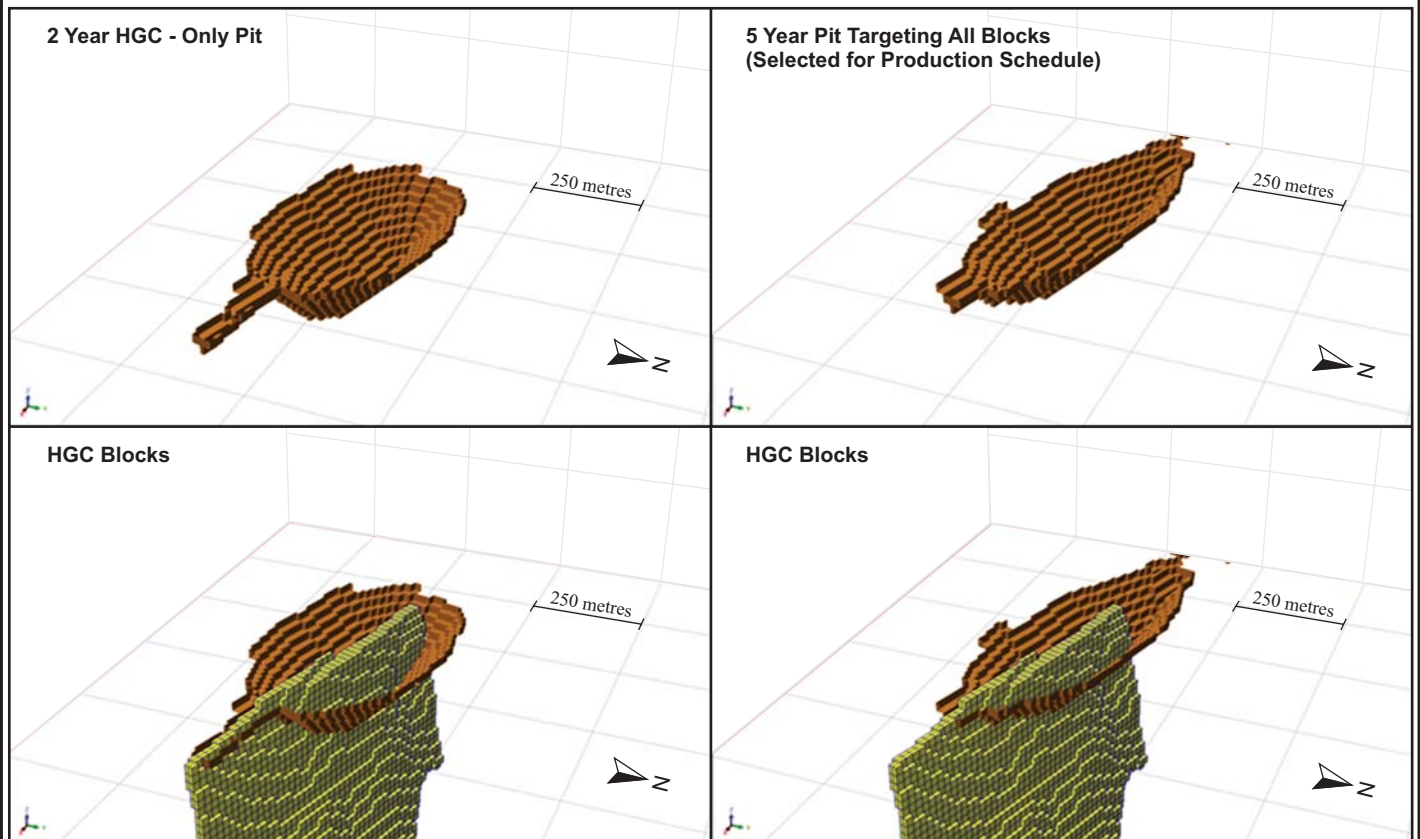 2 Year HGC - Only Pit
250 metres
N
5 Year Pit Targeting All Blocks
(Selected for Production Schedule)
250 metres
N
HGC Blocks
250 metres
N
HGC Blocks
250 metres
N